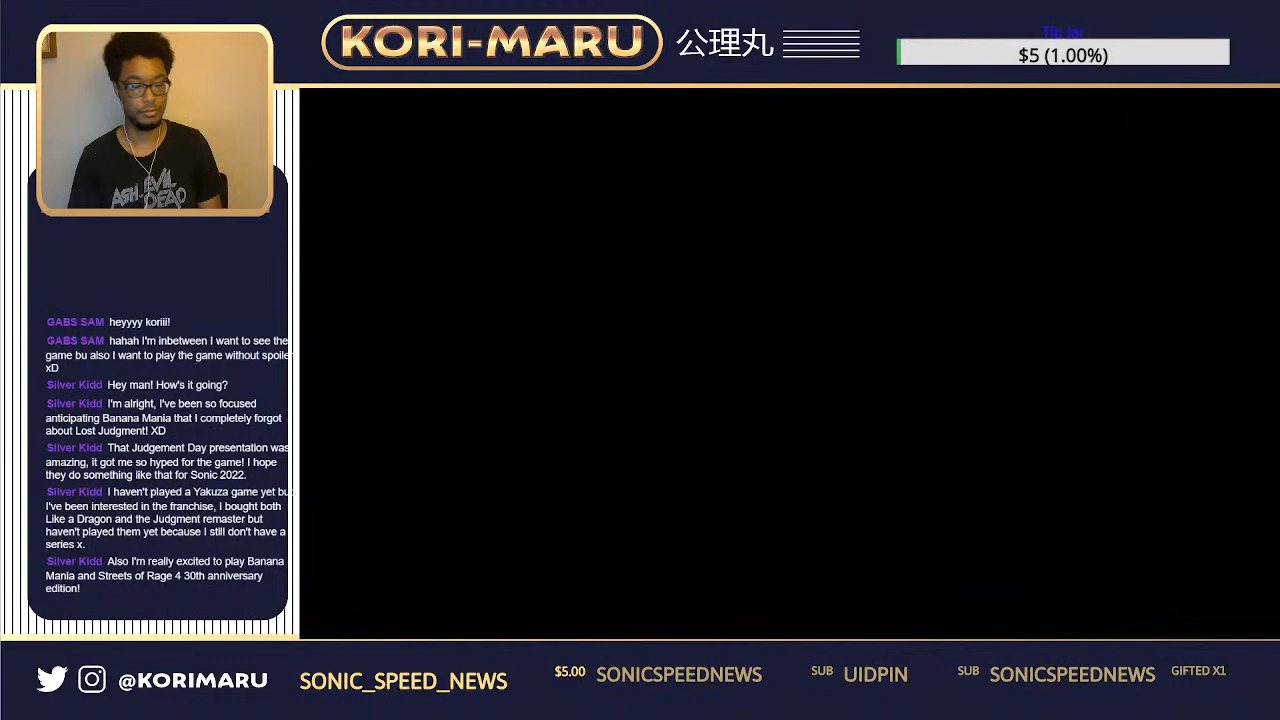 KORI-MARU 公理丸
Tip Jar
$5 (1.00%)
ASH vs EVIL
DEAD
GABS SAM heyyyy koriii!
GABS SAM hahah I'm inbetween I want to see the
game bu also I want to play the game without spoiler
xD
Silver Kidd Hey man! How's it going?
Silver Kidd I'm alright, I've been so focused
anticipating Banana Mania that I completely forgot
about Lost Judgment! XD
Silver Kidd That Judgement Day presentation was
amazing, it got me so hyped for the game! I hope
they do something like that for Sonic 2022.
Silver Kidd I haven't played a Yakuza game yet bu
I've been interested in the franchise, I bought both
Like a Dragon and the Judgment remaster but
haven't played them yet because I still don't have a
series x.
Silver Kidd Also I'm really excited to play Banana
Mania and Streets of Rage 4 30th anniversary
edition!
@KORIMARU
SONIC_SPEED_NEWS
$5.00 SONICSPEEDNEWS
SUB UIDPIN
SUB SONICSPEEDNEWS GIFTED X1